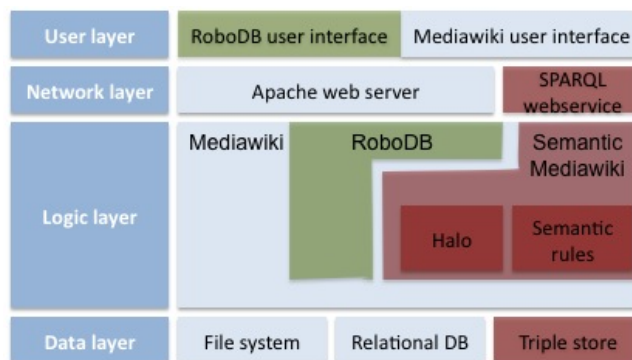 User layer
RoboDB user interface
Mediawiki user interface
Network layer
Apache web server
SPARQL
webservice
Logic layer
Mediawiki
RoboDB
Semantic
Mediawiki
Halo
Semantic
rules
Data layer
File system
Relational DB
Triple store